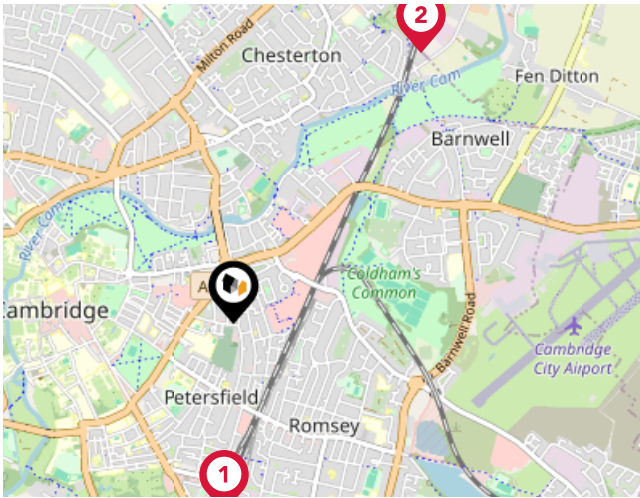 2
Milton Road
Chesterton
River Cam
Fen Ditton
Barnwell
River Cam
A
Coldham's
Common
Cambridge
Barnwell Road
Cambridge
City Airport
Petersfield
Romsey
1